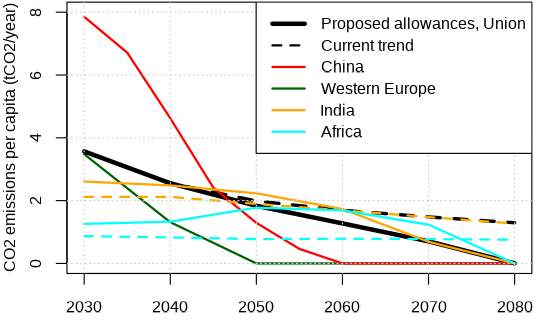 CO2 emissions per capita (tCO2/year)
8
6
4
2
0
Proposed allowances, Union
Current trend
China
Western Europe
India
Africa
2030 2040 2050 2060 2070 2080